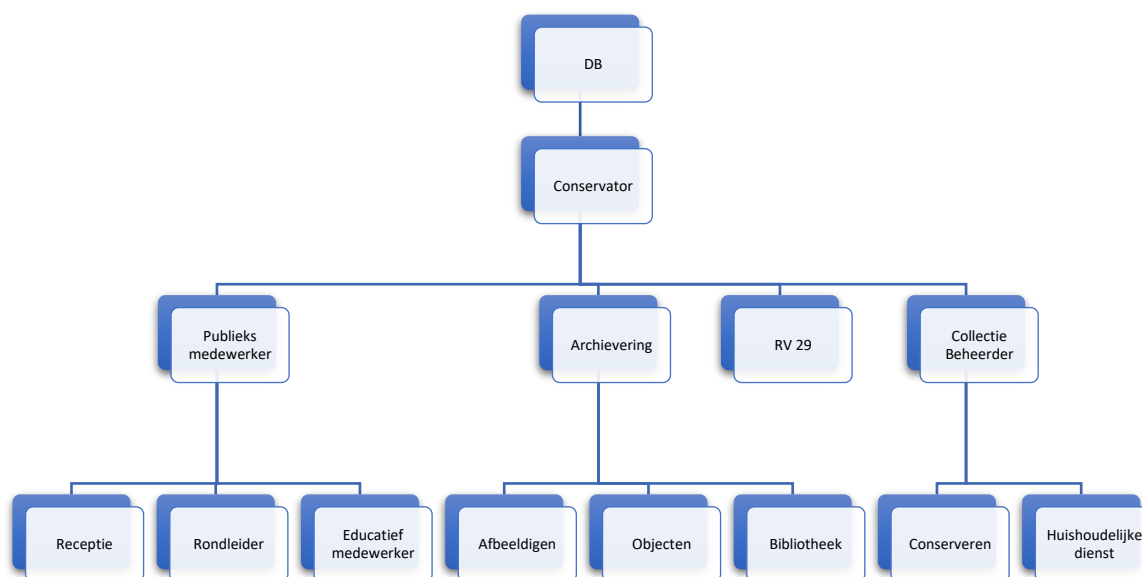 DB
Conservator
Publieks
medewerker
Archievering
RV 29
Collectie
Beheerder
Receptie
Rondleider
Educatief
medewerker
Afbeeldigen
Objecten
Bibliotheek
Conserveren
Huishoudelijke
dienst